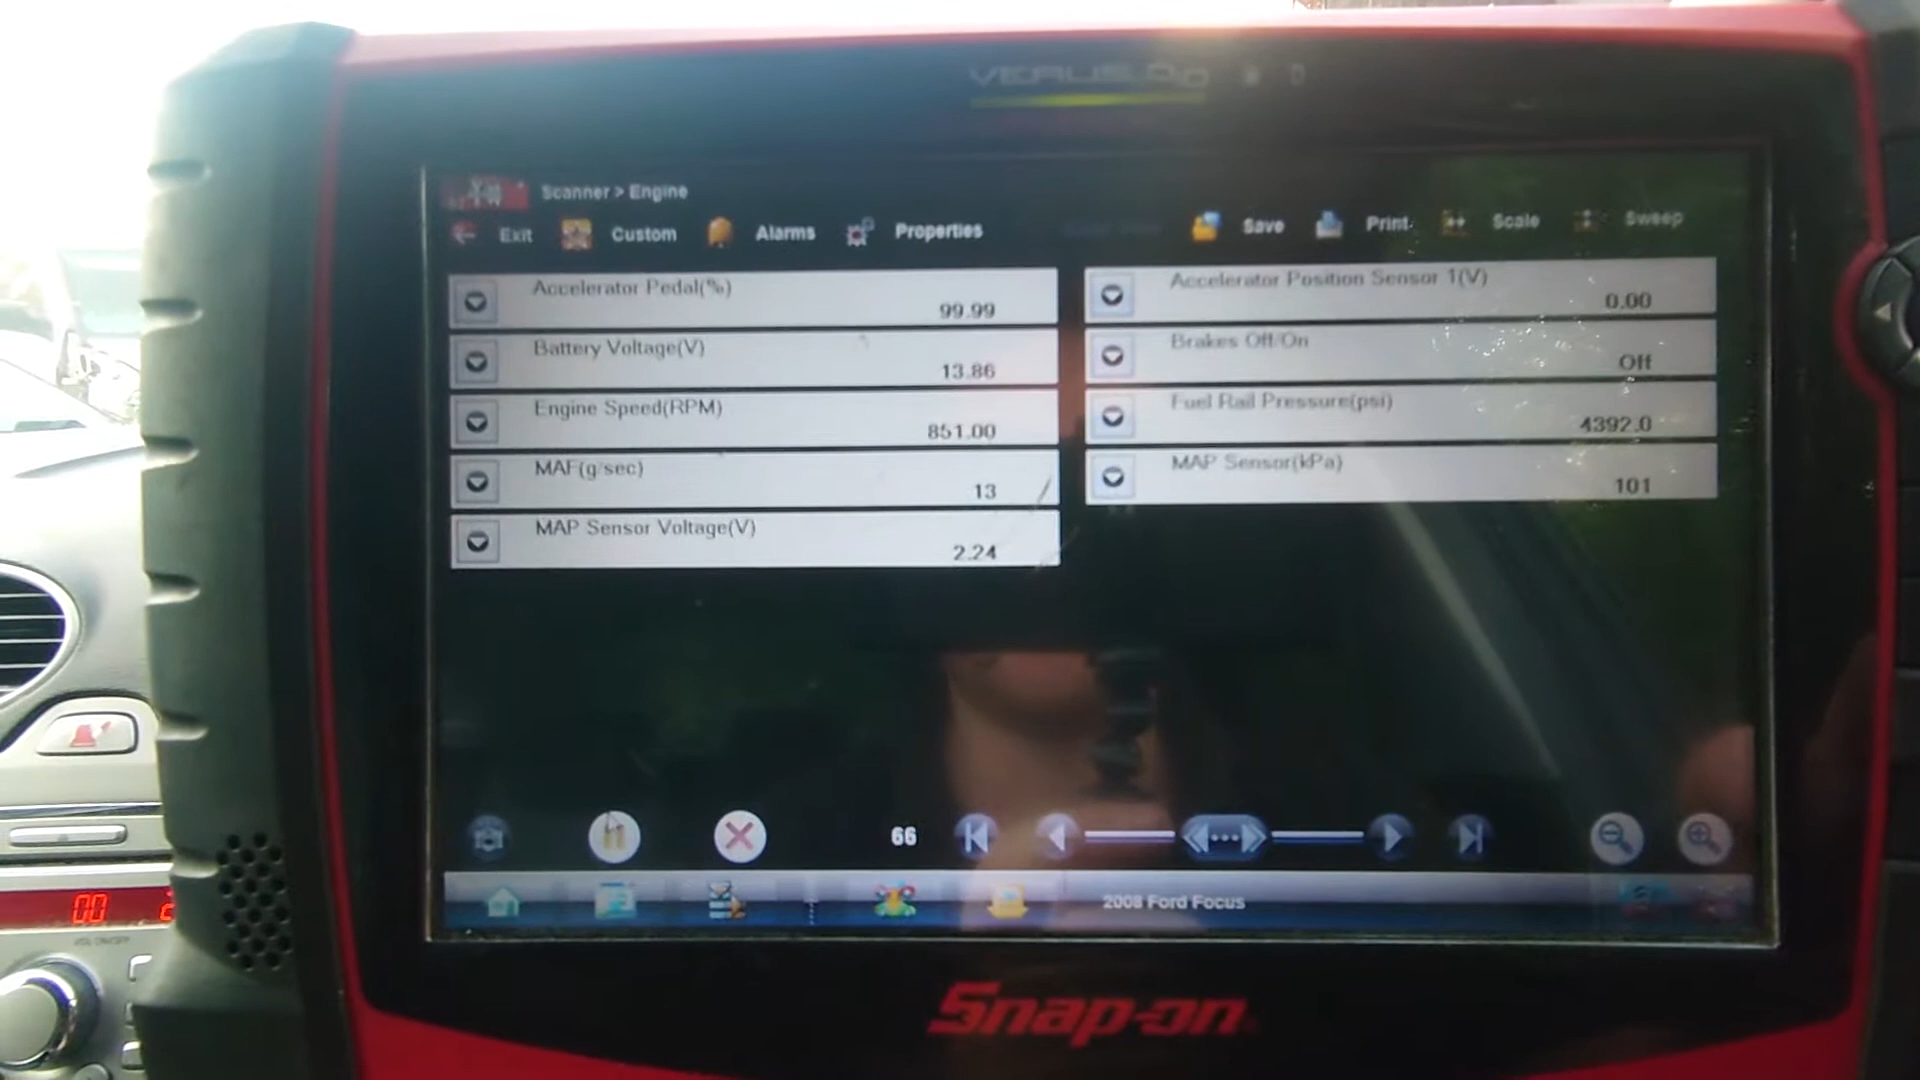 VERUS PRO
Scanner > Engine
Exit Custom Alarms Properties Save Print Scale Sweep
Accelerator Pedal(%)
99.99
Accelerator Position Sensor 1(V)
0.00
Battery Voltage(V)
13.86
Brakes Off/On
Off
Engine Speed(RPM)
851.00
Fuel Rail Pressure(psi)
4392.0
MAF(g/sec)
13
MAP Sensor(kPa)
101
MAP Sensor Voltage(V)
2.24
66
2008 Ford Focus
Snap-on